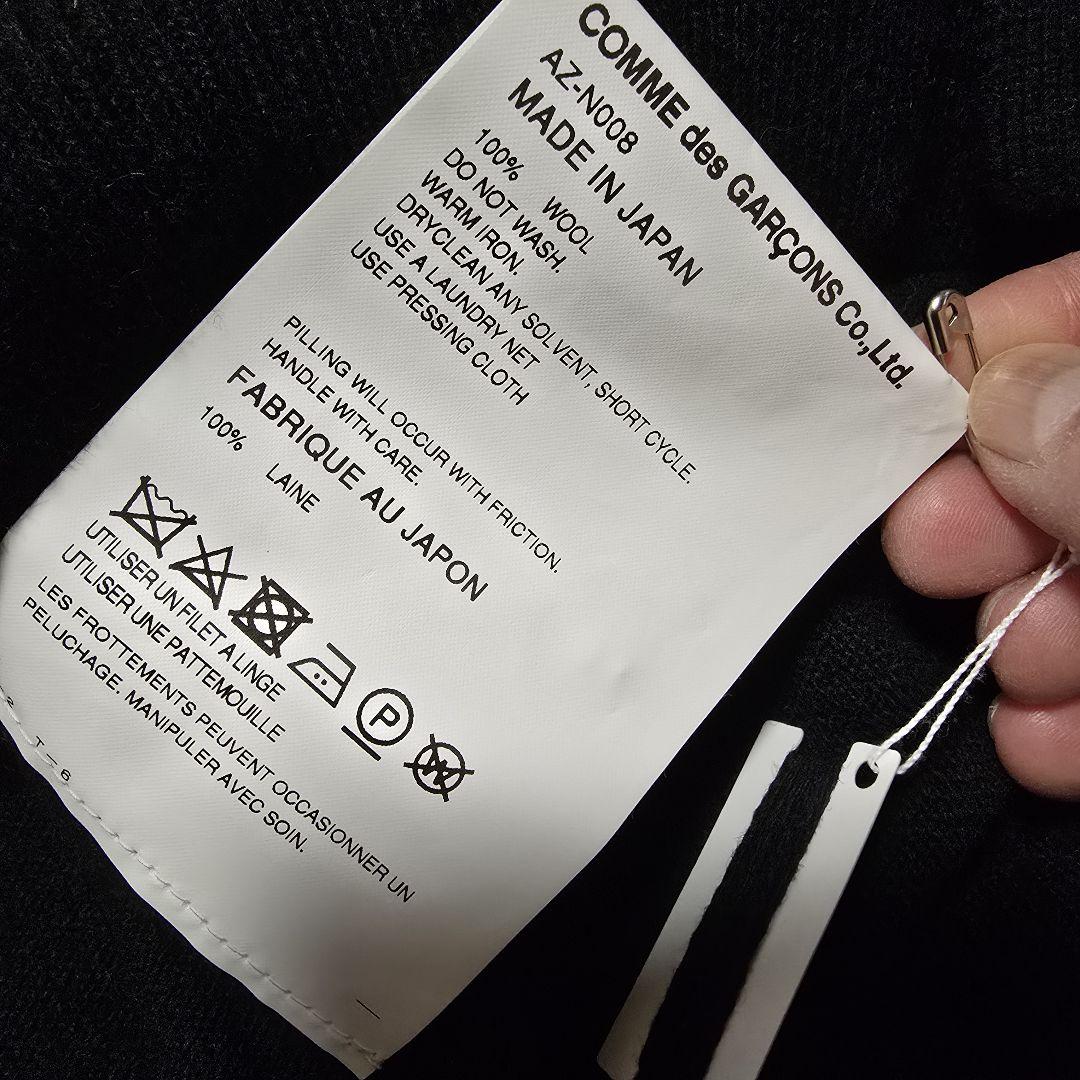 COMME des GARÇONS Co.,Ltd.
AZ-N008
MADE IN JAPAN
100% WOOL
DO NOT WASH.
WARM IRON.
DRYCLEAN ANY SOLVENT, SHORT CYCLE.
USE A LAUNDRY NET
USE PRESSING CLOTH
PILLING WILL OCCUR WITH FRICTION.
HANDLE WITH CARE.
FABRIQUE AU JAPON
100% LAINE
P W
UTILISER UN FILET A LINGE
UTILISER UNE PATTEMOUILLE
LES FROTTEMENTS PEUVENT OCCASIONNER UN
PELUCHAGE. MANIPULER AVEC SOIN.
T-6